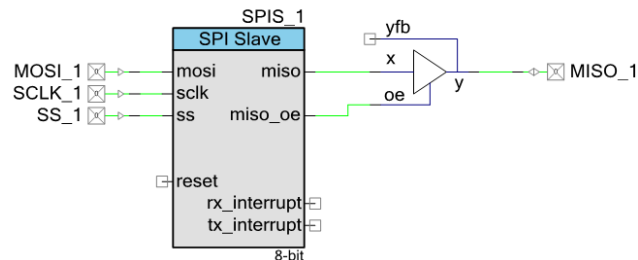 SPIS_1
SPI Slave
yfb
MOSI_1
mosi
miso
x
y
MISO_1
SCLK_1
sclk
oe
SS_1
ss
miso_oe
reset
rx_interrupt
tx_interrupt
8-bit